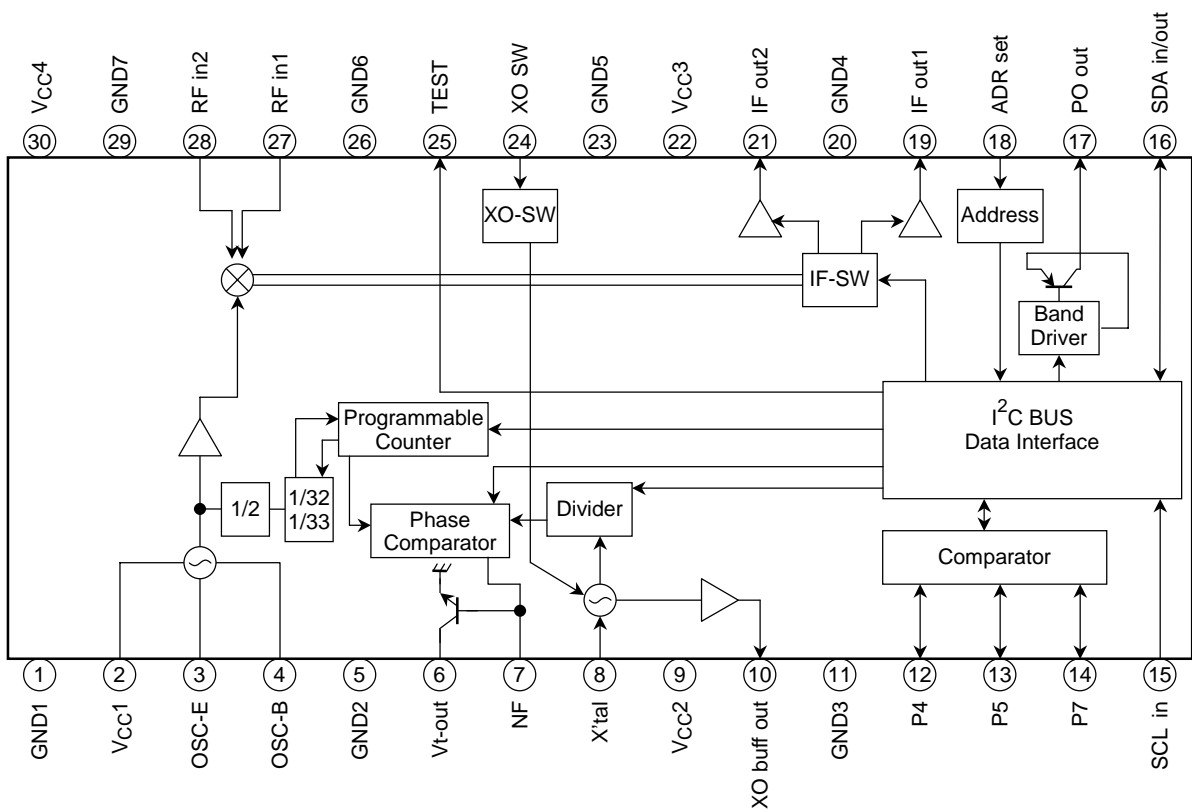 VCC4
GND7
RF in2
RF in1
GND6
TEST
XO SW
GND5
VCC3
IF out2
GND4
IF out1
ADR set
PO out
SDA in/out
30
29
28
27
26
25
24
23
22
21
20
19
18
17
16
XO-SW
Address
IF-SW
Band
Driver
I2C BUS
Data Interface
Programmable
Counter
1/2
1/32
1/33
Phase
Comparator
Divider
Comparator
1
2
3
4
5
6
7
8
9
10
11
12
13
14
15
GND1
VCC1
OSC-E
OSC-B
GND2
Vt-out
NF
X'tal
VCC2
XO buff out
GND3
P4
P5
P7
SCL in